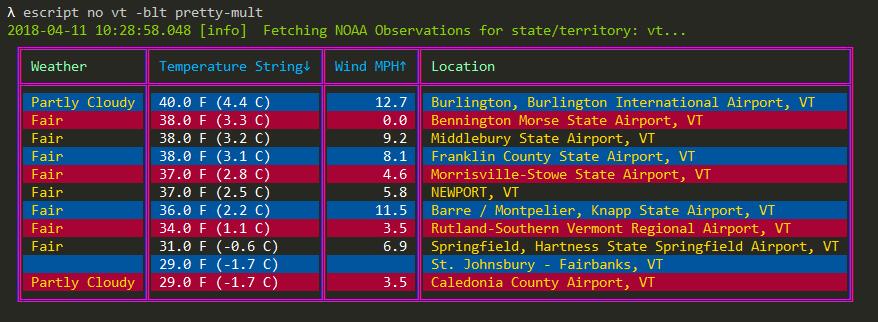 λ escript no vt -blt pretty-mult
2018-04-11 10:28:58.048 [info]  Fetching NOAA Observations for state/territory: vt...
Weather Temperature String↓ Wind MPH↑ Location
Partly Cloudy 40.0 F (4.4 C) 12.7 Burlington, Burlington International Airport, VT
Fair 38.0 F (3.3 C) 0.0 Bennington Morse State Airport, VT
Fair 38.0 F (3.2 C) 9.2 Middlebury State Airport, VT
Fair 38.0 F (3.1 C) 8.1 Franklin County State Airport, VT
Fair 37.0 F (2.8 C) 4.6 Morrisville-Stowe State Airport, VT
Fair 37.0 F (2.5 C) 5.8 NEWPORT, VT
Fair 36.0 F (2.2 C) 11.5 Barre / Montpelier, Knapp State Airport, VT
Fair 34.0 F (1.1 C) 3.5 Rutland-Southern Vermont Regional Airport, VT
Fair 31.0 F (-0.6 C) 6.9 Springfield, Hartness State Springfield Airport, VT
29.0 F (-1.7 C) St. Johnsbury - Fairbanks, VT
Partly Cloudy 29.0 F (-1.7 C) 3.5 Caledonia County Airport, VT